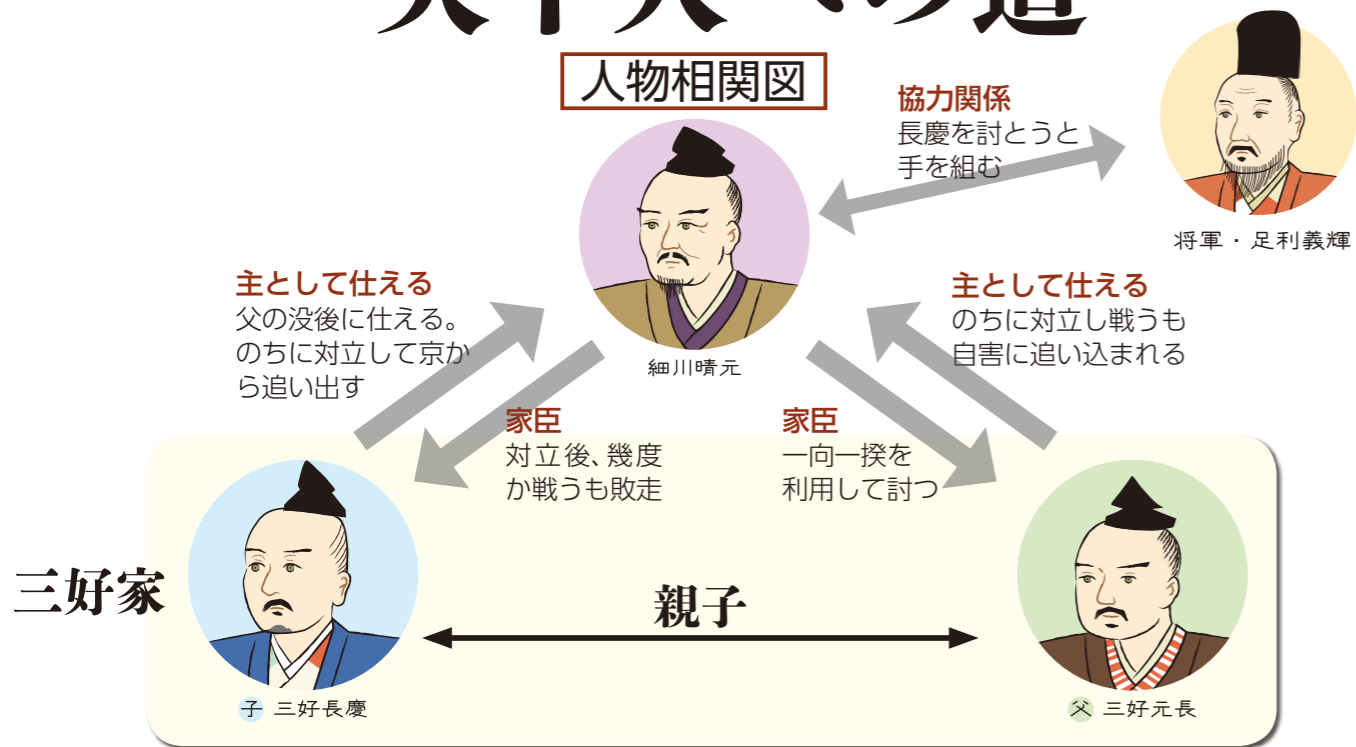 天下人への道
人物相関図
協力関係
長慶を討とうと
手を組む
将軍・足利義輝
細川晴元
主として仕える
父の没後に仕える。
のちに対立して京か
ら追い出す
主として仕える
のちに対立し戦うも
自害に追い込まれる
家臣
対立後、幾度
か戦うも敗走
家臣
一向一揆を
利用して討つ
三好家
親子
子 三好長慶
父 三好元長